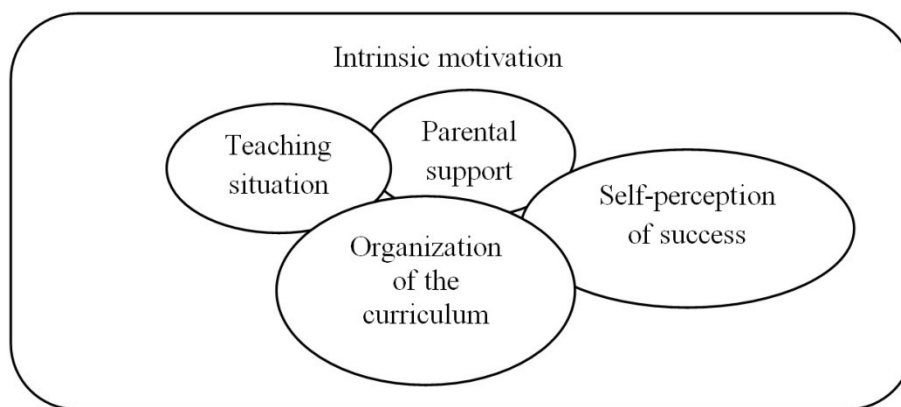 Intrinsic motivation
Teaching
situation
Parental
support
Self-perception
of success
Organization
of the
curriculum